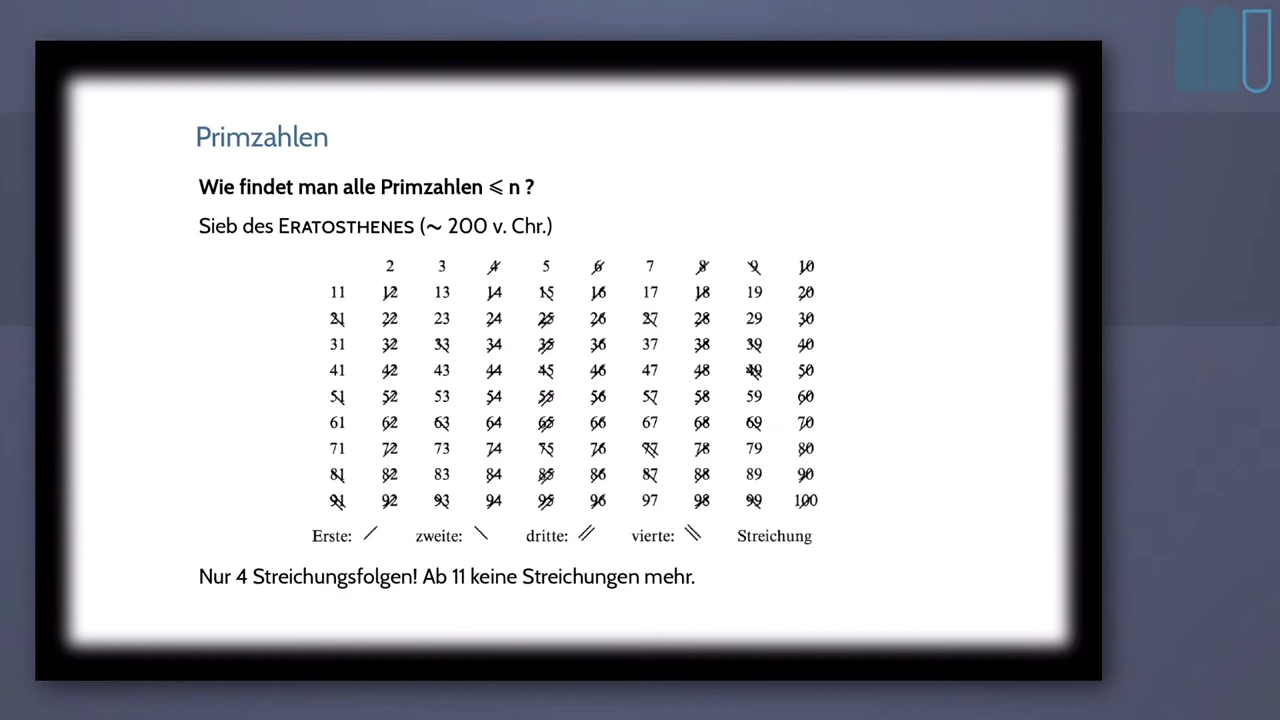 Primzahlen
Wie findet man alle Primzahlen ⩽ n ?
Sieb des ERATOSTHENES (∼ 200 v. Chr.)
2 3 4 5 6 7 8 9 10
11 12 13 14 15 16 17 18 19 20
21 22 23 24 25 26 27 28 29 30
31 32 33 34 35 36 37 38 39 40
41 42 43 44 45 46 47 48 49 50
51 52 53 54 55 56 57 58 59 60
61 62 63 64 65 66 67 68 69 70
71 72 73 74 75 76 77 78 79 80
81 82 83 84 85 86 87 88 89 90
91 92 93 94 95 96 97 98 99 100
Erste: / zweite: \ dritte: // vierte: \\ Streichung
Nur 4 Streichungsfolgen! Ab 11 keine Streichungen mehr.